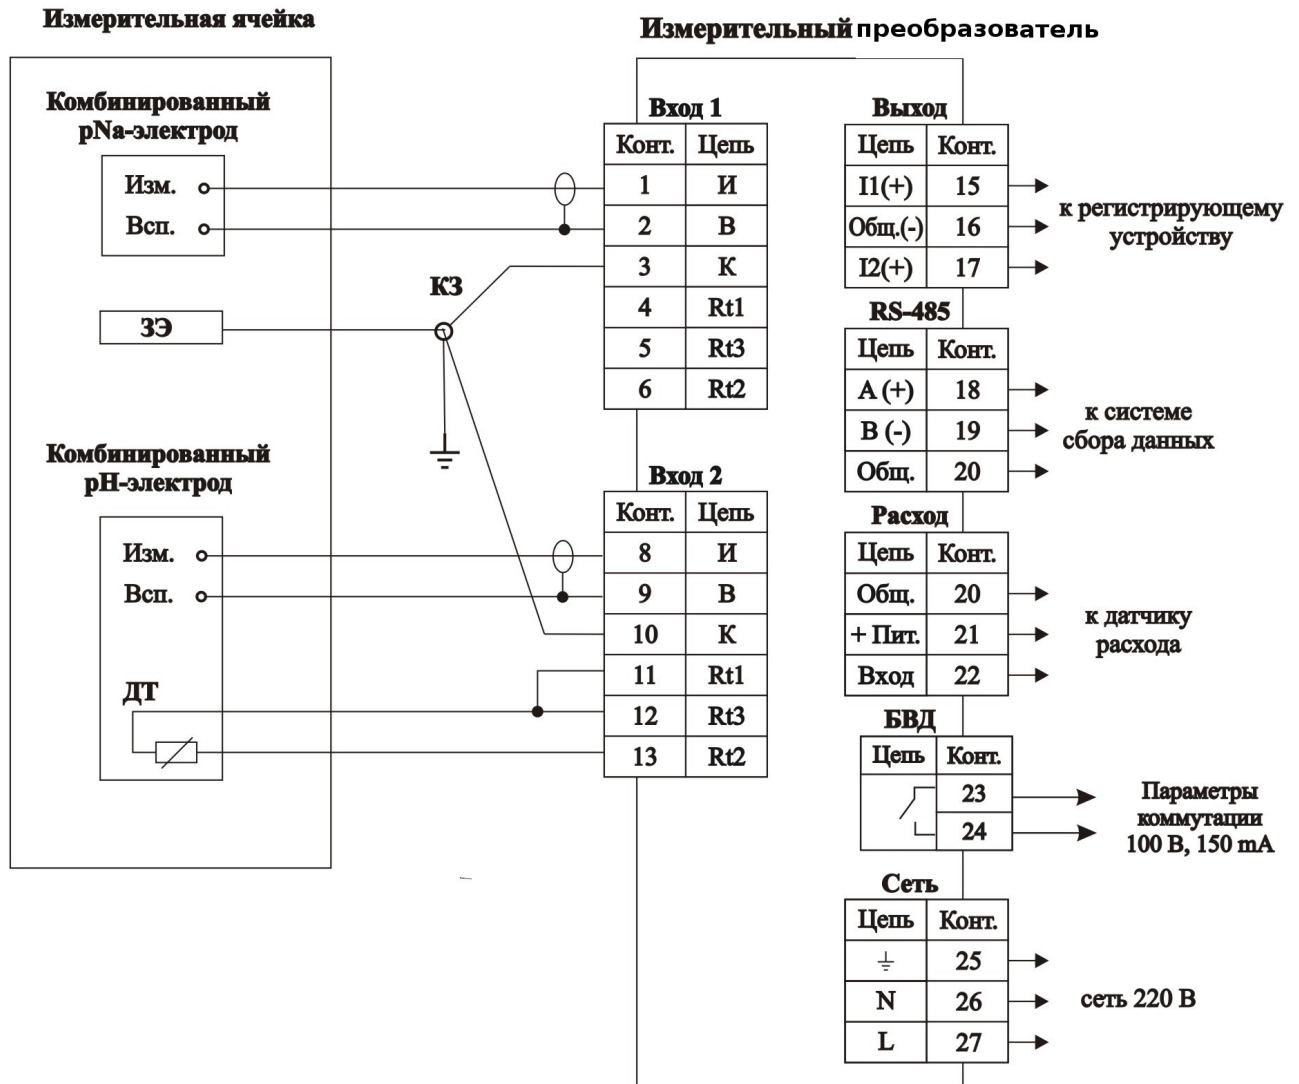 Измерительная ячейка
Измерительный преобразователь
Комбинированный
pNa-электрод
Изм.
Всп.
ЗЭ
КЗ
Комбинированный
pH-электрод
Изм.
Всп.
ДТ
Вход 1
Конт. Цепь
1 И
2 В
3 К
4 Rt1
5 Rt3
6 Rt2
Вход 2
Конт. Цепь
8 И
9 В
10 К
11 Rt1
12 Rt3
13 Rt2
Выход
Цепь Конт.
I1(+) 15
Общ.(-) 16
I2(+) 17
к регистрирующему
устройству
RS-485
Цепь Конт.
A (+) 18
B (-) 19
Общ. 20
к системе
сбора данных
Расход
Цепь Конт.
Общ. 20
+ Пит. 21
Вход 22
к датчику
расхода
БВД
Цепь Конт.
23
24
Параметры
коммутации
100 В, 150 mA
Сеть
Цепь Конт.
25
N 26
L 27
сеть 220 В